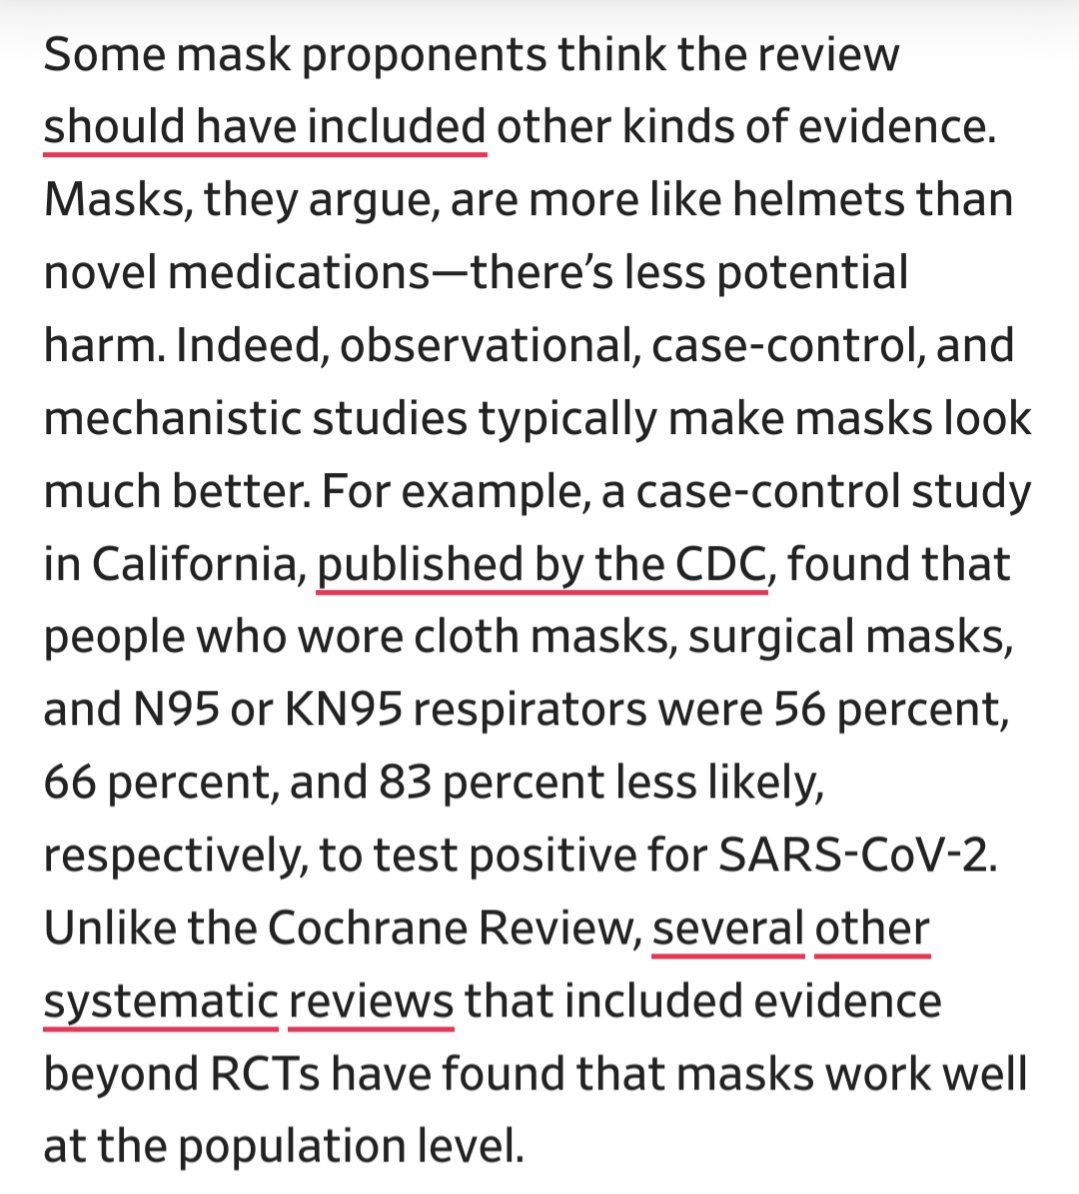 Some mask proponents think the review
should have included other kinds of evidence.
Masks, they argue, are more like helmets than
novel medications—there’s less potential
harm. Indeed, observational, case-control, and
mechanistic studies typically make masks look
much better. For example, a case-control study
in California, published by the CDC, found that
people who wore cloth masks, surgical masks,
and N95 or KN95 respirators were 56 percent,
66 percent, and 83 percent less likely,
respectively, to test positive for SARS-CoV-2.
Unlike the Cochrane Review, several other
systematic reviews that included evidence
beyond RCTs have found that masks work well
at the population level.